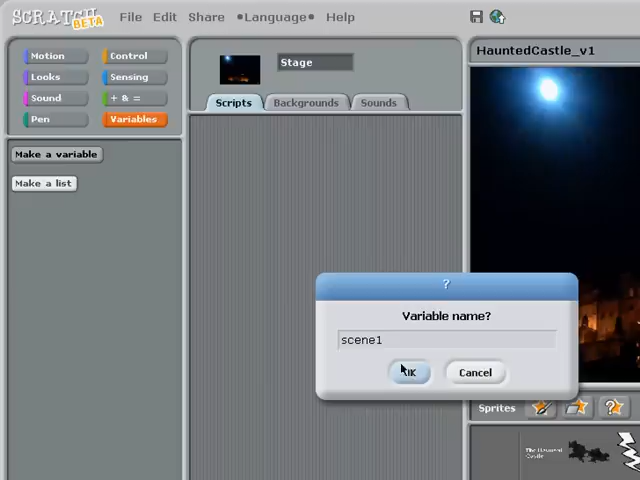 SCRATCH BETA File Edit Share •Language• Help
Motion Control
Looks Sensing
Sound + & =
Pen Variables
Make a variable
Make a list
Stage
Scripts Backgrounds Sounds
HauntedCastle_v1
?
Variable name?
scene1
OK Cancel
Sprites ?
The Haunted
Castle